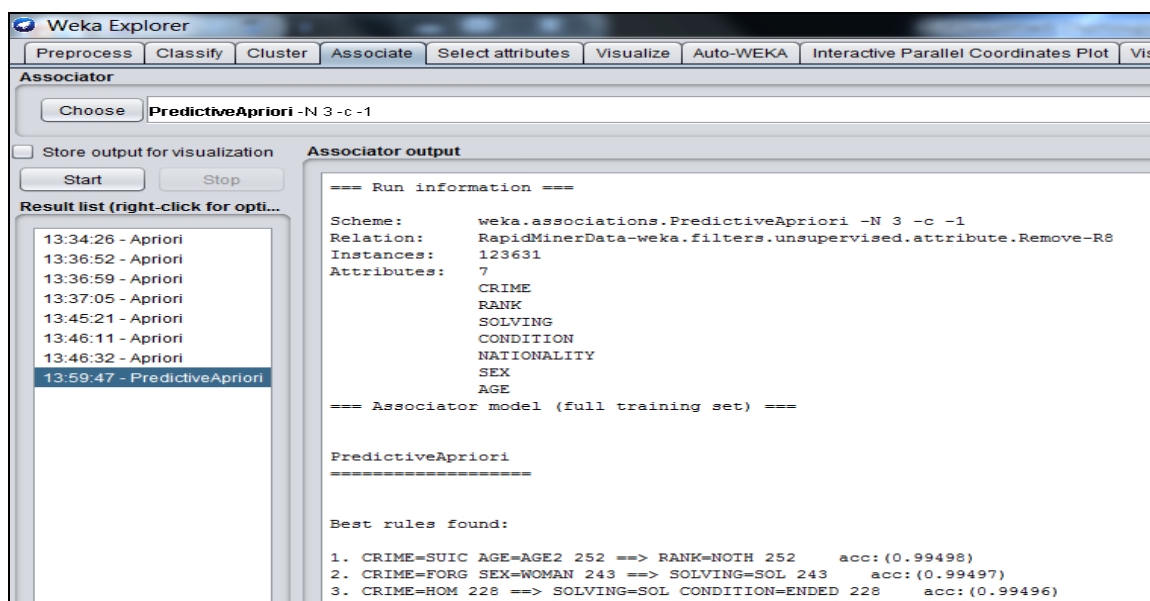 Weka Explorer
Preprocess Classify Cluster Associate Select attributes Visualize Auto-WEKA Interactive Parallel Coordinates Plot
Associator
Choose PredictiveApriori -N 3 -c -1
Store output for visualization
Start Stop
Result list (right-click for opti...
13:34:26 - Apriori
13:36:52 - Apriori
13:36:59 - Apriori
13:37:05 - Apriori
13:45:21 - Apriori
13:46:11 - Apriori
13:46:32 - Apriori
13:59:47 - PredictiveApriori
Associator output
=== Run information ===
Scheme: weka.associations.PredictiveApriori -N 3 -c -1
Relation: RapidMinerData-weka.filters.unsupervised.attribute.Remove-R8
Instances: 123631
Attributes: 7
CRIME
RANK
SOLVING
CONDITION
NATIONALITY
SEX
AGE
=== Associator model (full training set) ===
PredictiveApriori
===================
Best rules found:
1. CRIME=SUIC AGE=AGE2 252 ==> RANK=NOTH 252 acc:(0.99498)
2. CRIME=FORG SEX=WOMAN 243 ==> SOLVING=SOL 243 acc:(0.99497)
3. CRIME=HOM 228 ==> SOLVING=SOL CONDITION=ENDED 228 acc:(0.99496)